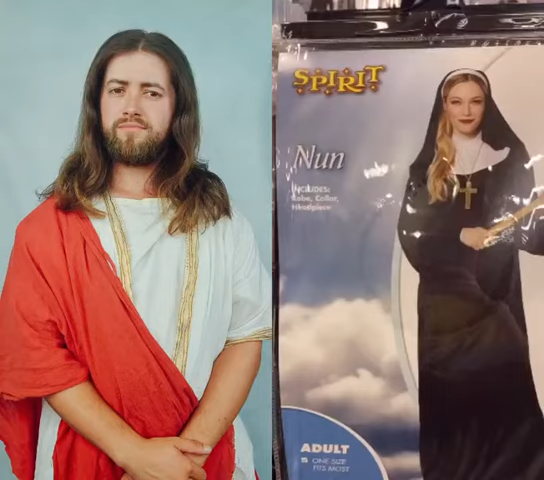 SPIRIT
Nun
INCLUDES:
Robe, Collar,
Headpiece
ADULT
ONE SIZE
FITS MOST